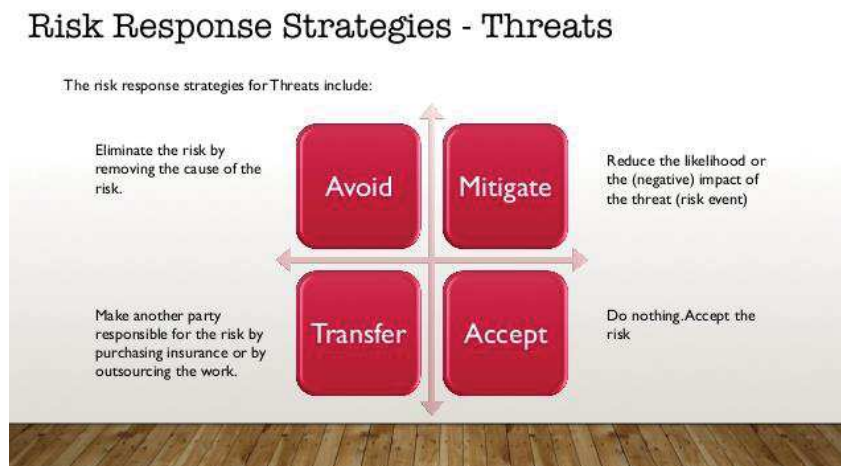 Risk Response Strategies - Threats
The risk response strategies for Threats include:
Eliminate the risk by
removing the cause of the
risk.
Avoid
Mitigate
Reduce the likelihood or
the (negative) impact of
the threat (risk event)
Make another party
responsible for the risk by
purchasing insurance or by
outsourcing the work.
Transfer
Accept
Do nothing. Accept the
risk